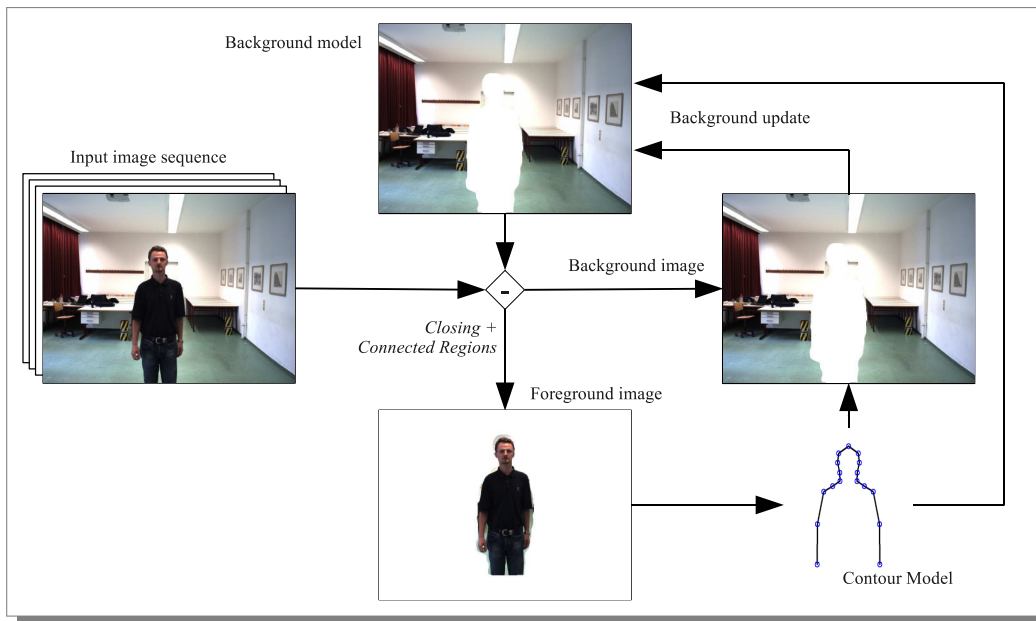 Background model
Background update
Input image sequence
Background image
-
Closing +
Connected Regions
Foreground image
Contour Model